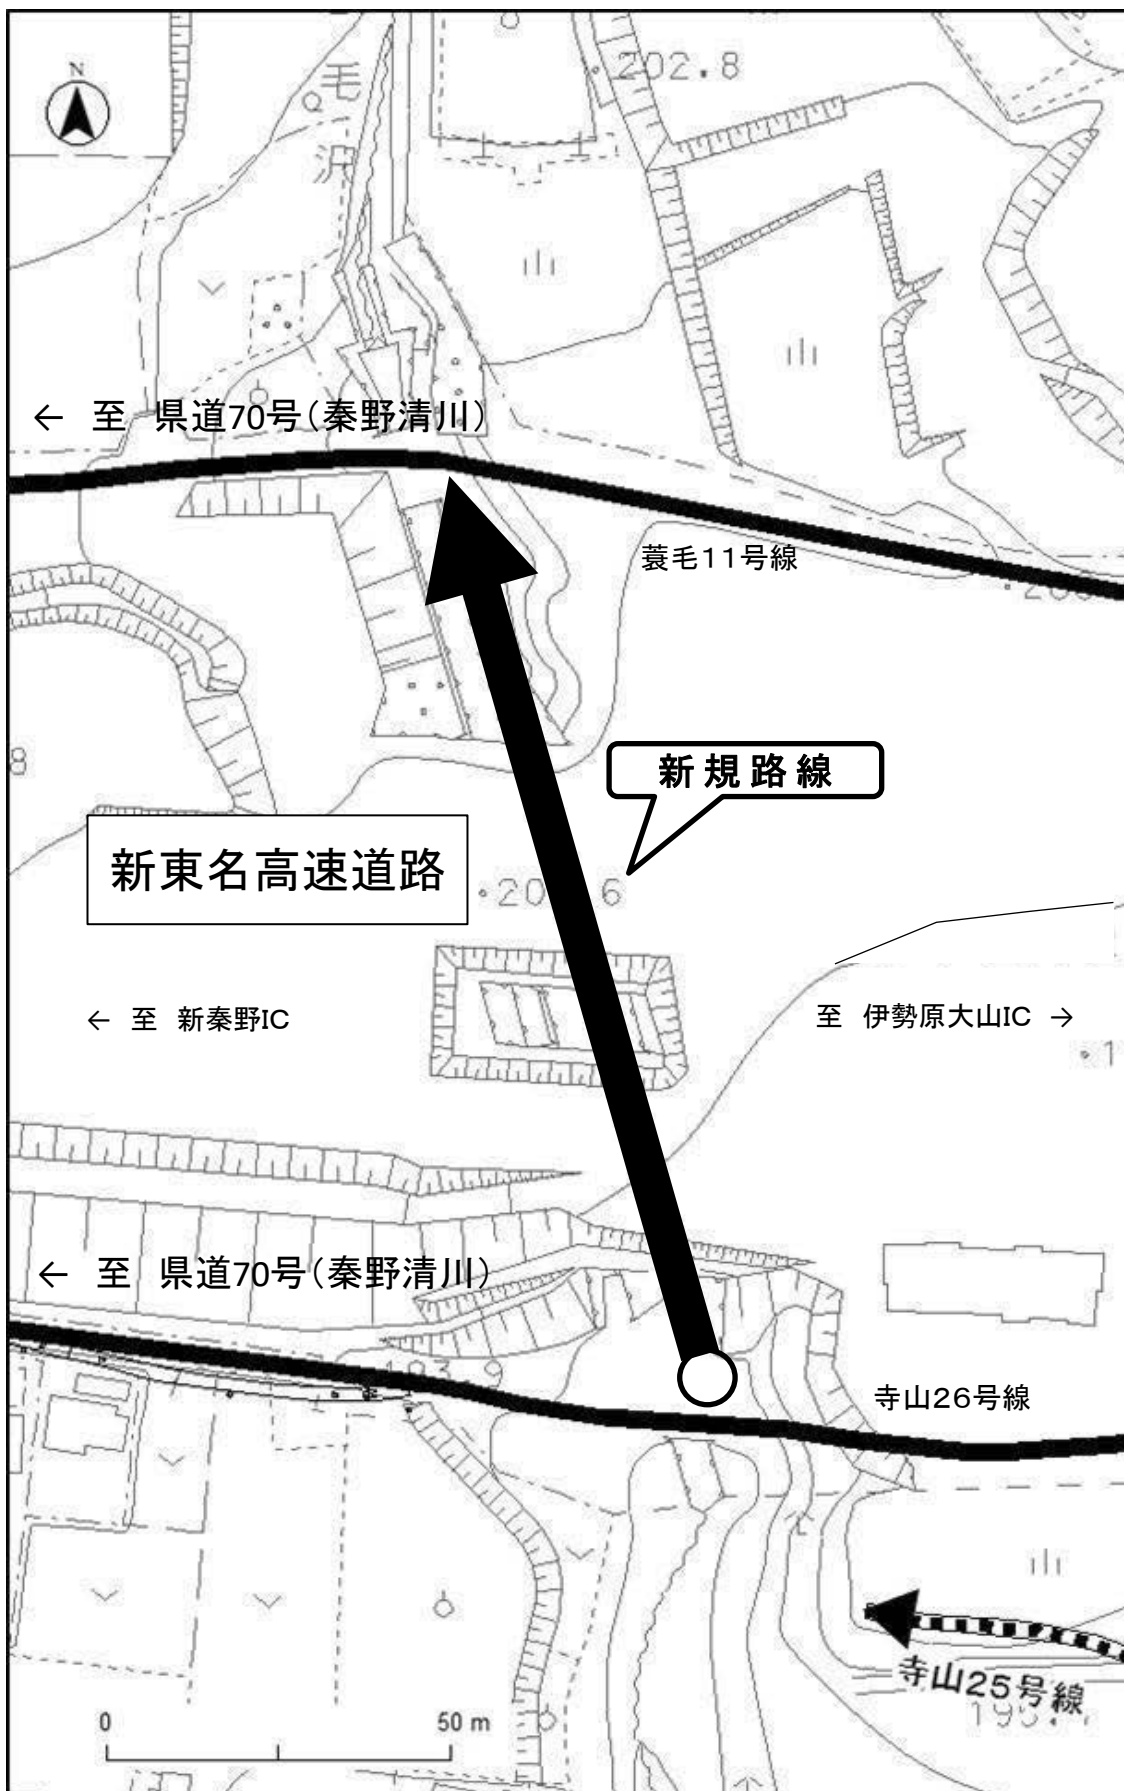 N
202.8
毛
← 至 県道70号(秦野清川)
蓑毛11号線
新規路線
新東名高速道路
← 至 新秦野IC
至 伊勢原大山IC →
← 至 県道70号(秦野清川)
寺山26号線
寺山25号線
0
50 m